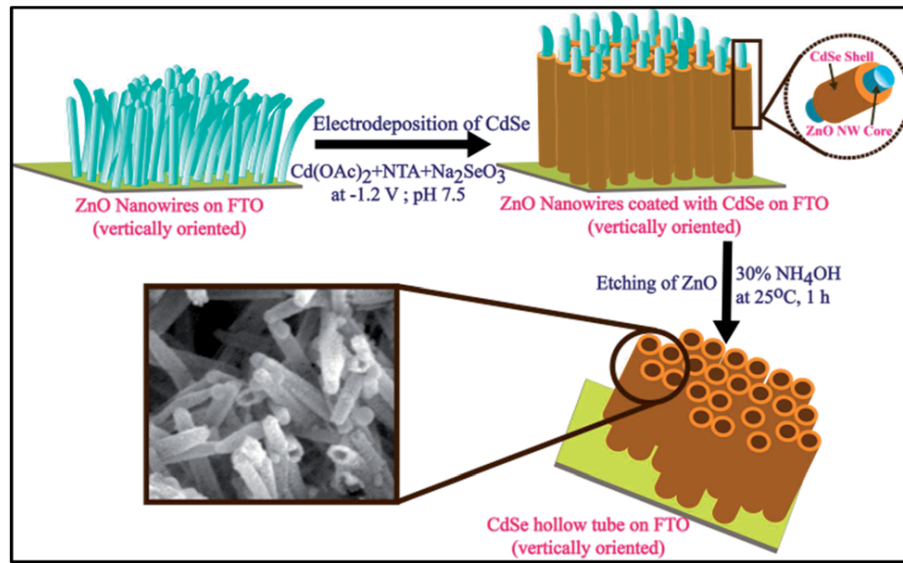 Electrodeposition of CdSe
Cd(OAc)₂+NTA+Na₂SeO₃
at -1.2 V ; pH 7.5
ZnO Nanowires on FTO
(vertically oriented)
CdSe Shell
ZnO NW Core
ZnO Nanowires coated with CdSe on FTO
(vertically oriented)
Etching of ZnO
30% NH₄OH
at 25⁰C, 1 h
CdSe hollow tube on FTO
(vertically oriented)